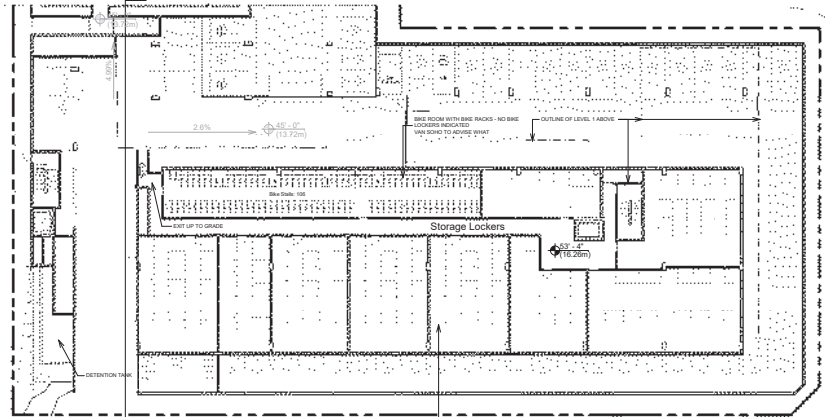 4.99%
2.6%
45' - 0"
(13.72m)
BIKE ROOM WITH BIKE RACKS - NO BIKE
LOCKERS INDICATED
VAN SOHO TO ADVISE WHAT
OUTLINE OF LEVEL 1 ABOVE
Bike Stalls: 106
EXIT UP TO GRADE
Storage Lockers
53' - 4"
(16.26m)
DETENTION TANK